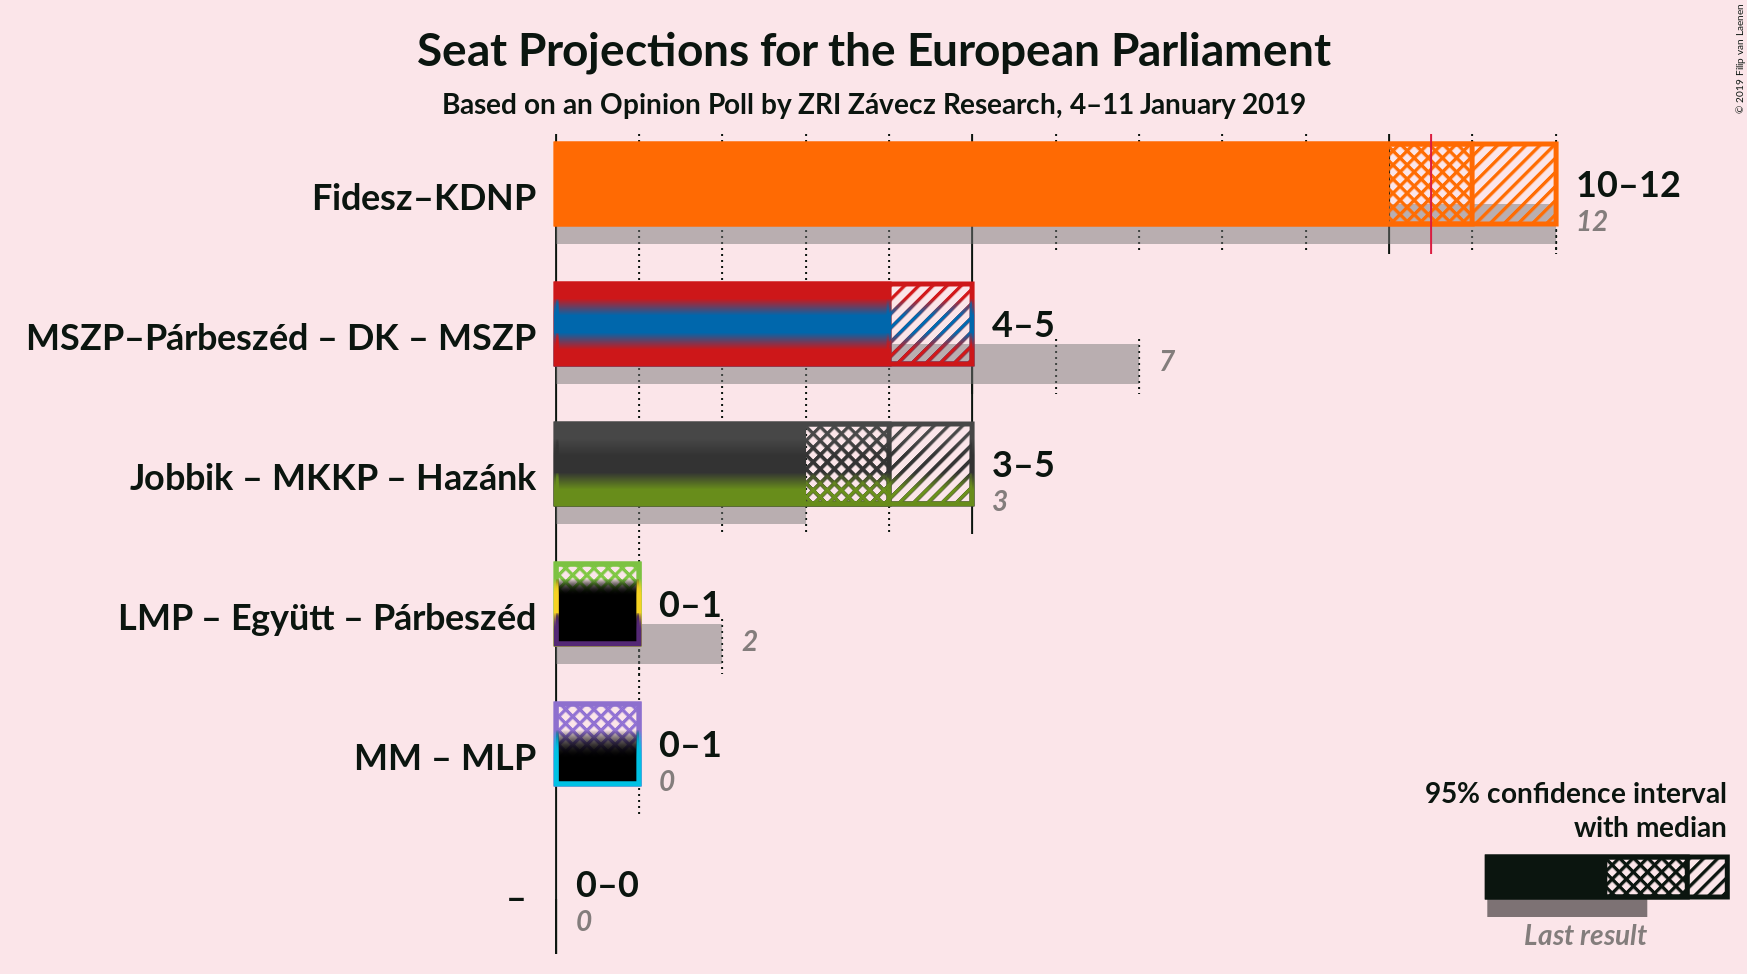 Seat Projections for the European Parliament
Based on an Opinion Poll by ZRI Závecz Research, 4–11 January 2019
© 2019 Filip van Laenen
Fidesz–KDNP
10–12
12
MSZP–Párbeszéd – DK – MSZP
4–5
7
Jobbik – MKKP – Hazánk
3–5
3
LMP – Együtt – Párbeszéd
0–1
2
MM – MLP
0–1
0
–
0–0
0
95% confidence interval
with median
Last result